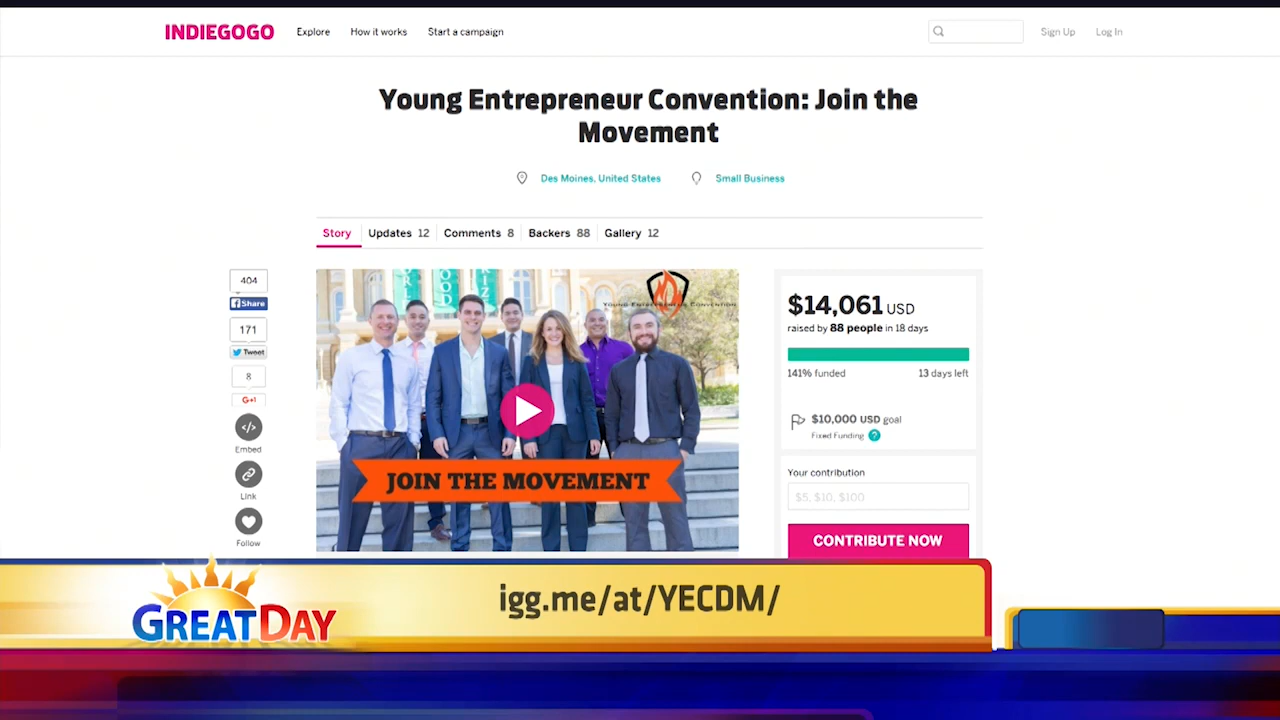 INDIEGOGO Explore How it works Start a campaign Sign Up Log In
Young Entrepreneur Convention: Join the
Movement
Des Moines, United States Small Business
Story Updates 12 Comments 8 Backers 88 Gallery 12
404
Share
171
Tweet
8
G+1
Embed
Link
Follow
YOUNG ENTREPRENEUR CONVENTION
JOIN THE MOVEMENT
$14,061 USD
raised by 88 people in 18 days
141% funded 13 days left
$10,000 USD goal
Fixed Funding ?
Your contribution
$5, $10, $100
CONTRIBUTE NOW
GREAT DAY
igg.me/at/YECDM/